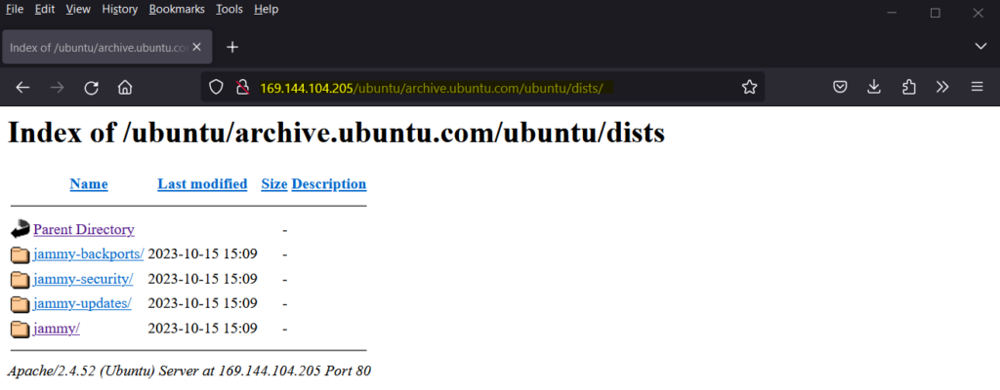 File Edit View History Bookmarks Tools Help
Index of /ubuntu/archive.ubuntu.co
169.144.104.205/ubuntu/archive.ubuntu.com/ubuntu/dists/
Index of /ubuntu/archive.ubuntu.com/ubuntu/dists
Name Last modified Size Description
Parent Directory -
jammy-backports/ 2023-10-15 15:09 -
jammy-security/ 2023-10-15 15:09 -
jammy-updates/ 2023-10-15 15:09 -
jammy/ 2023-10-15 15:09 -
Apache/2.4.52 (Ubuntu) Server at 169.144.104.205 Port 80